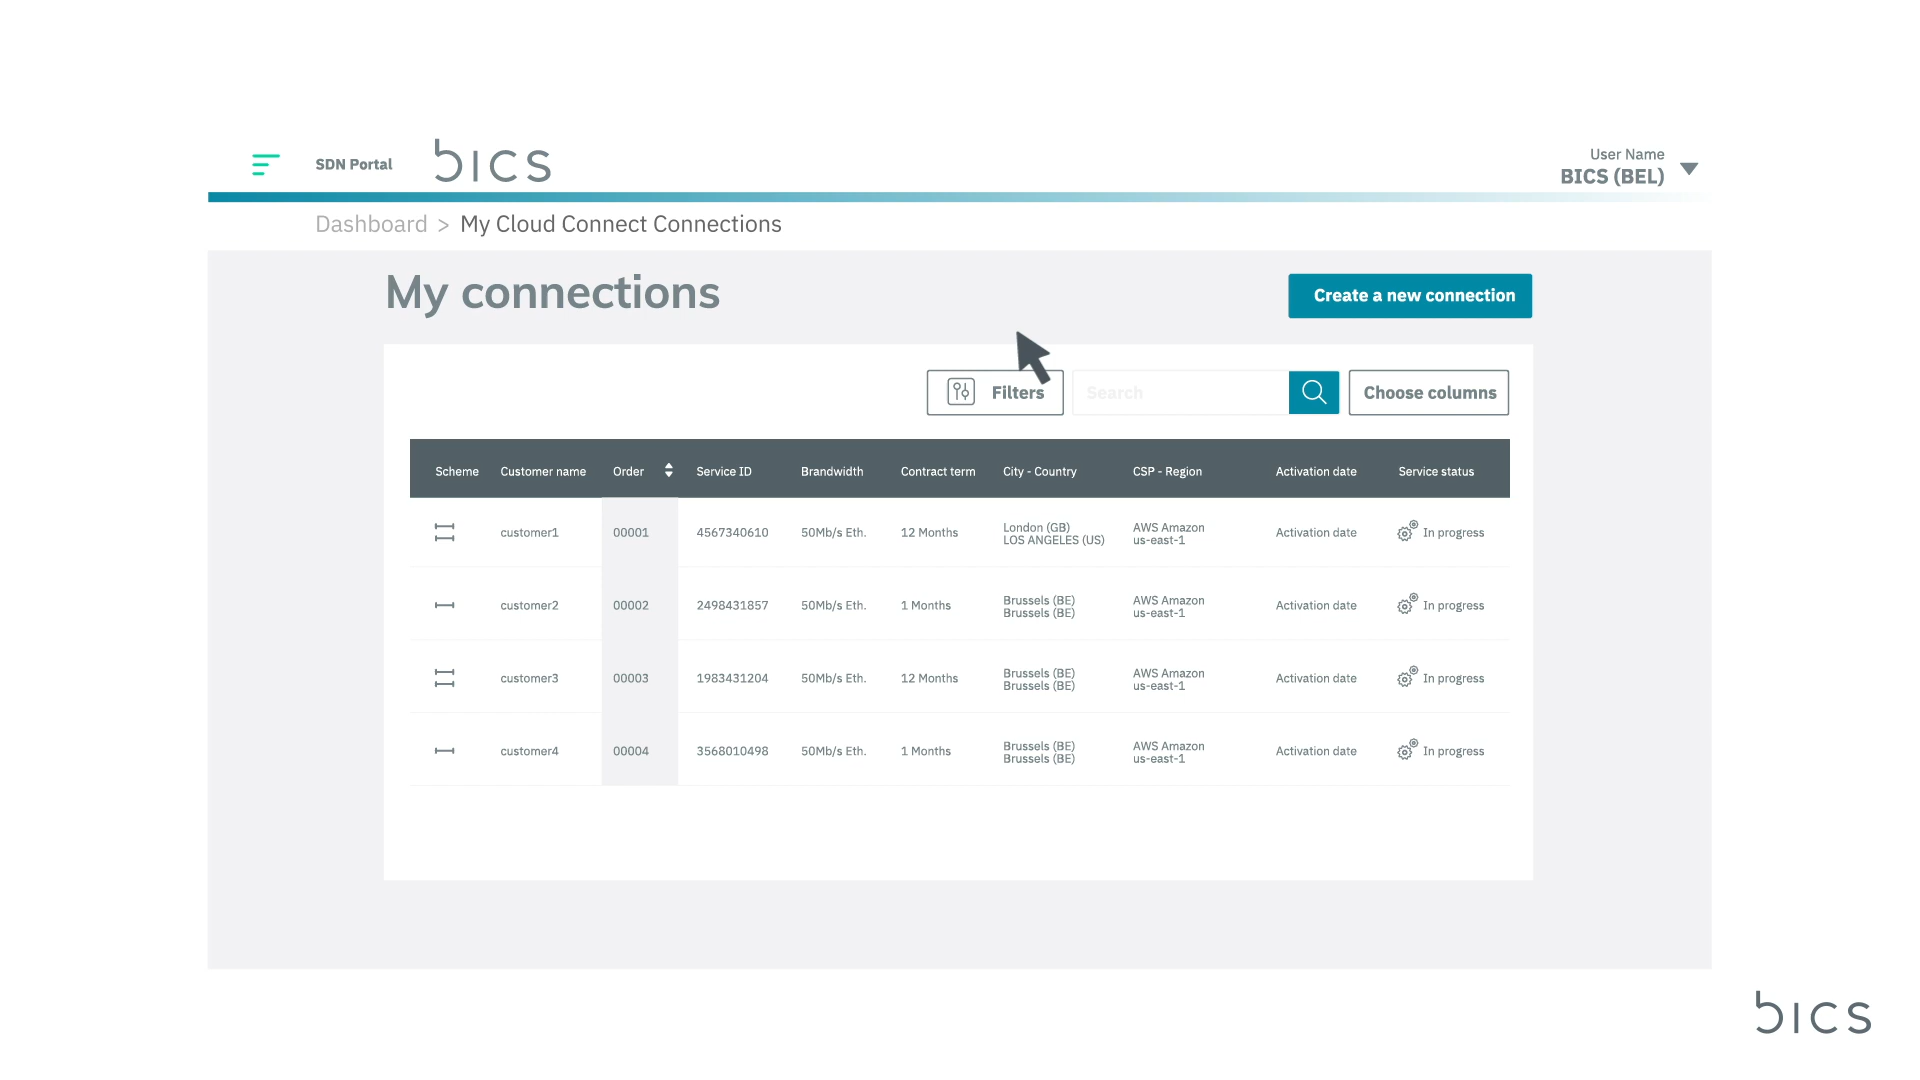 SDN Portal
bics
User Name
BICS (BEL)
Dashboard > My Cloud Connect Connections
My connections
Create a new connection
Filters
Search
Choose columns
Scheme Customer name Order Service ID Brandwidth Contract term City - Country CSP - Region Activation date Service status
customer1 00001 4567340610 50Mb/s Eth. 12 Months London (GB) AWS Amazon Activation date In progress
LOS ANGELES (US) us-east-1
customer2 00002 2498431857 50Mb/s Eth. 1 Months Brussels (BE) AWS Amazon Activation date In progress
Brussels (BE) us-east-1
customer3 00003 1983431204 50Mb/s Eth. 12 Months Brussels (BE) AWS Amazon Activation date In progress
Brussels (BE) us-east-1
customer4 00004 3568010498 50Mb/s Eth. 1 Months Brussels (BE) AWS Amazon Activation date In progress
Brussels (BE) us-east-1
bics